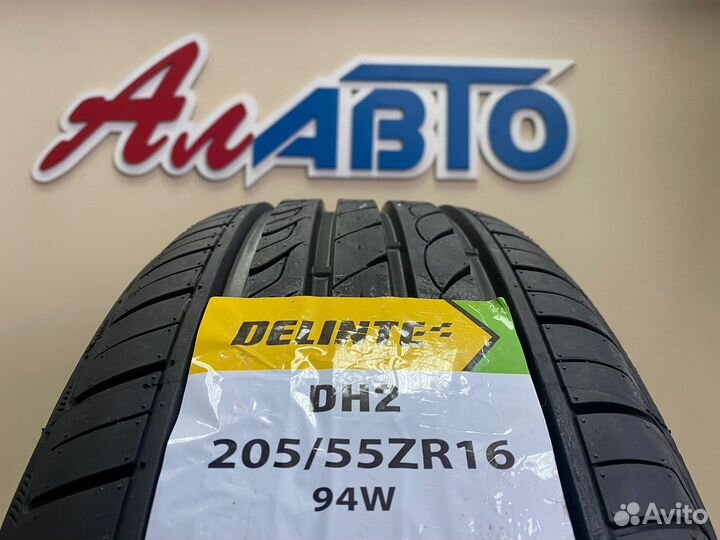 АлАВТО
DELINTE
DH2
205/55ZR16
94W
Avito